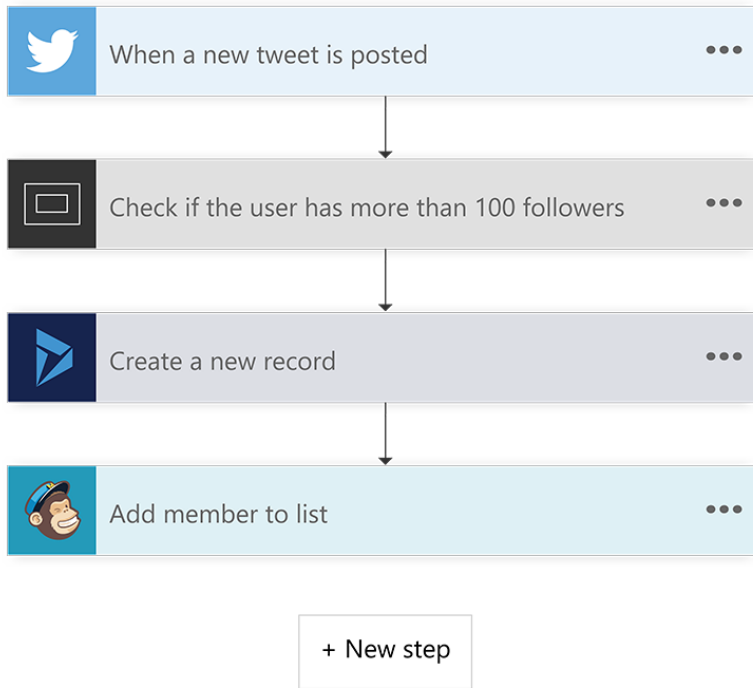 When a new tweet is posted
Check if the user has more than 100 followers
Create a new record
Add member to list
+ New step